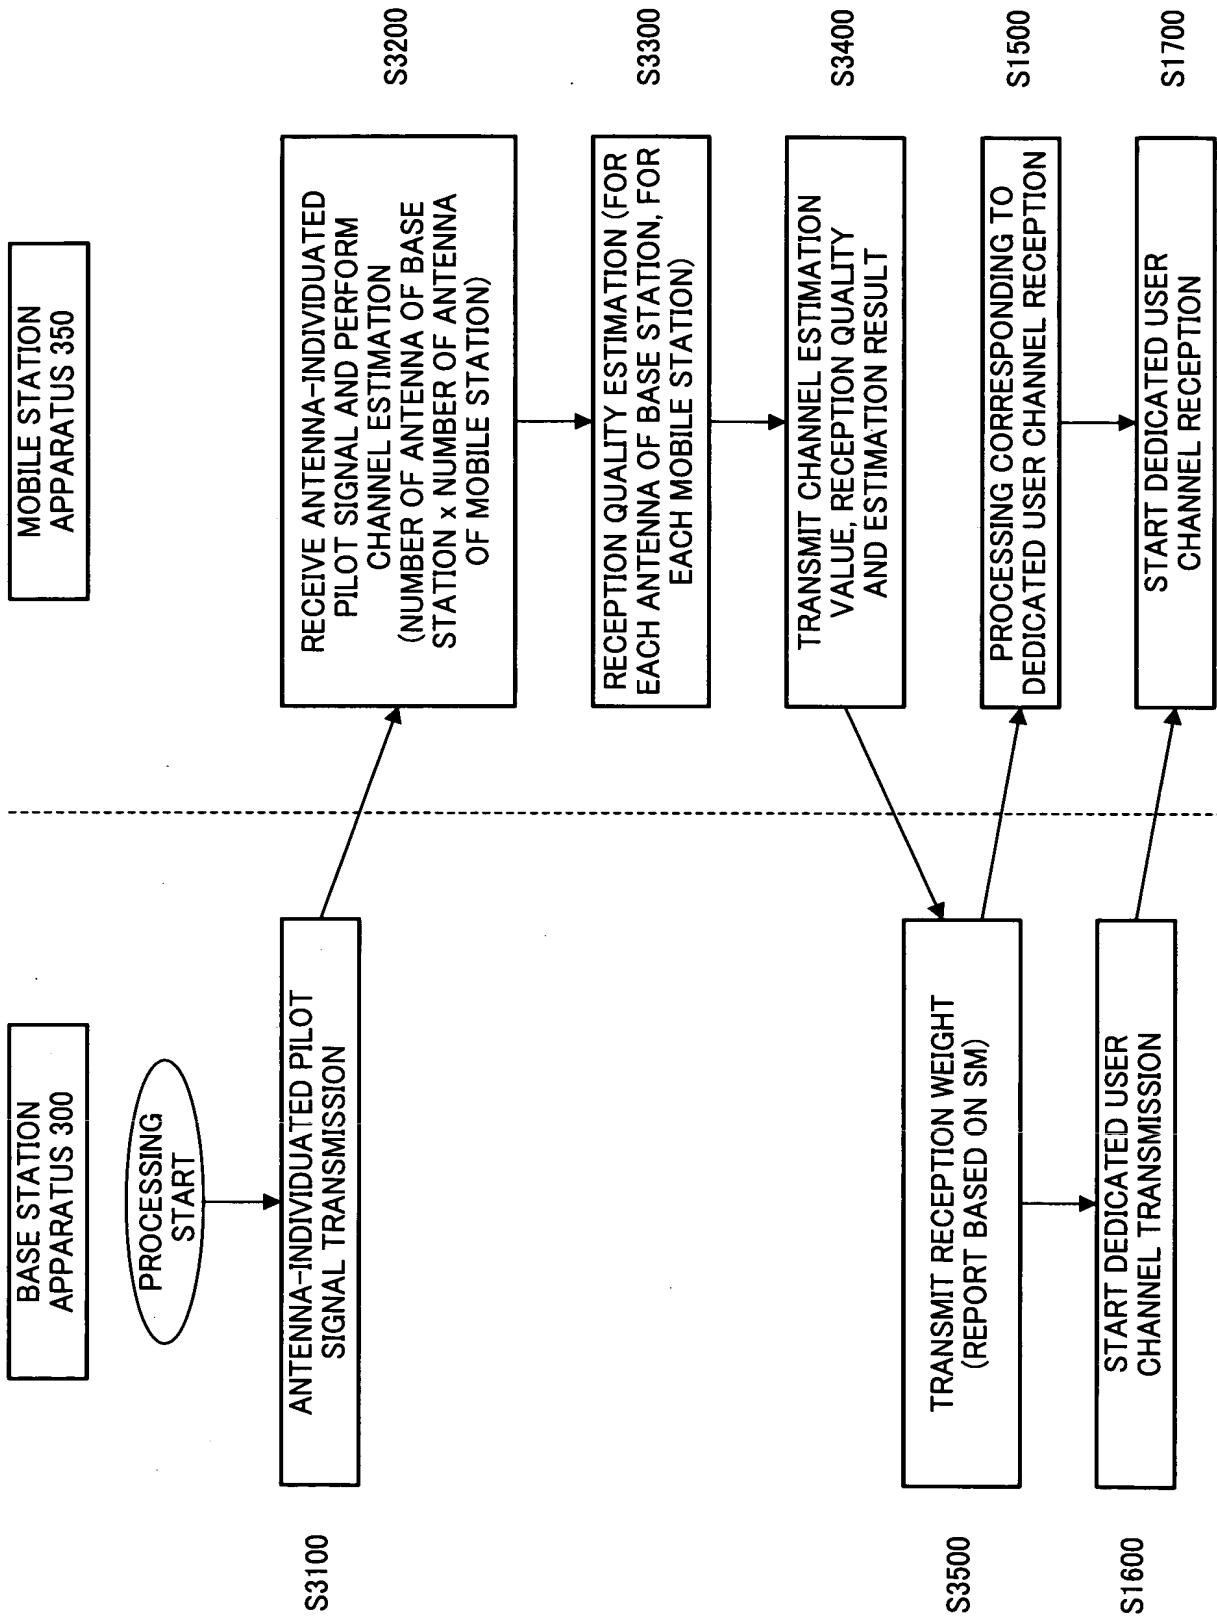 BASE STATION
APPARATUS 300
MOBILE STATION
APPARATUS 350
PROCESSING
START
S3100
ANTENNA-INDIVIDUATED PILOT
SIGNAL TRANSMISSION
RECEIVE ANTENNA-INDIVIDUATED
PILOT SIGNAL AND PERFORM
CHANNEL ESTIMATION
(NUMBER OF ANTENNA OF BASE
STATION x NUMBER OF ANTENNA
OF MOBILE STATION)
S3200
RECEPTION QUALITY ESTIMATION (FOR
EACH ANTENNA OF BASE STATION, FOR
EACH MOBILE STATION)
S3300
TRANSMIT CHANNEL ESTIMATION
VALUE, RECEPTION QUALITY
AND ESTIMATION RESULT
S3400
S3500
TRANSMIT RECEPTION WEIGHT
(REPORT BASED ON SM)
PROCESSING CORRESPONDING TO
DEDICATED USER CHANNEL RECEPTION
S1500
S1600
START DEDICATED USER
CHANNEL TRANSMISSION
START DEDICATED USER
CHANNEL RECEPTION
S1700